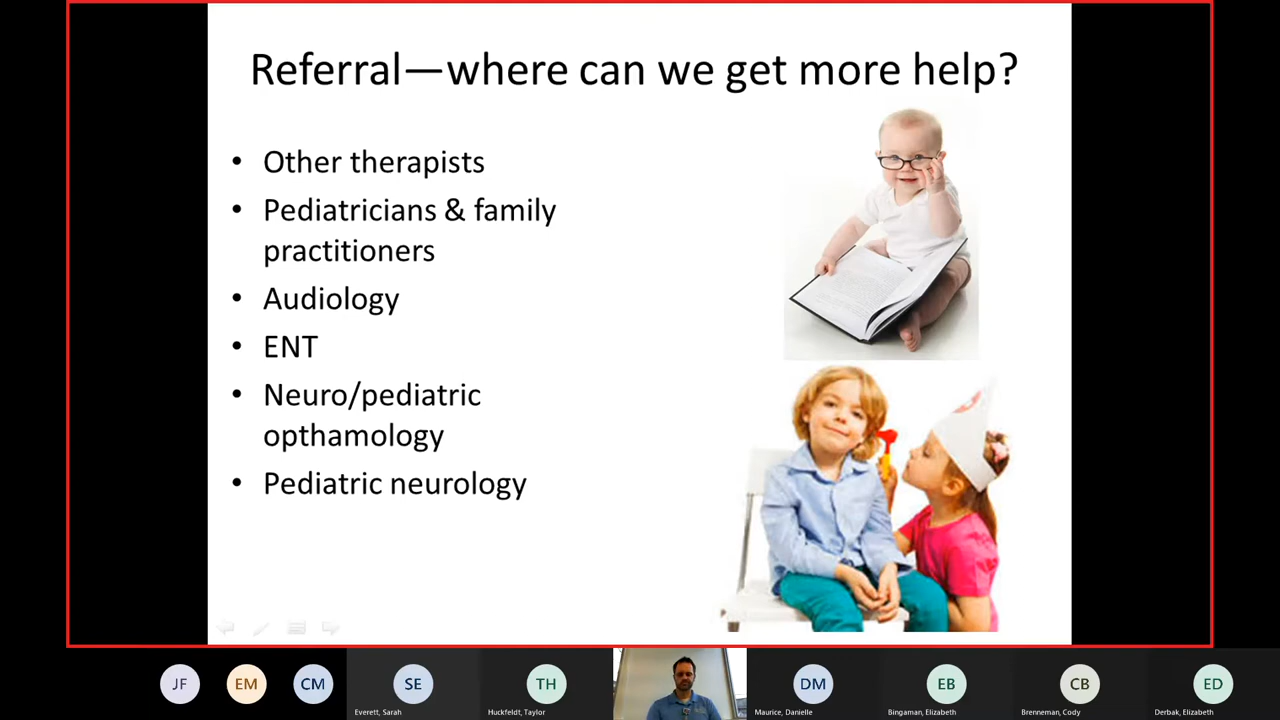 Referral—where can we get more help?
• Other therapists
• Pediatricians & family
practitioners
• Audiology
• ENT
• Neuro/pediatric
opthamology
• Pediatric neurology
JF
EM
CM
SE
TH
DM
EB
CB
ED
Everett, Sarah
Huckfeldt, Taylor
Maurice, Danielle
Bingaman, Elizabeth
Brenneman, Cody
Derbak, Elizabeth